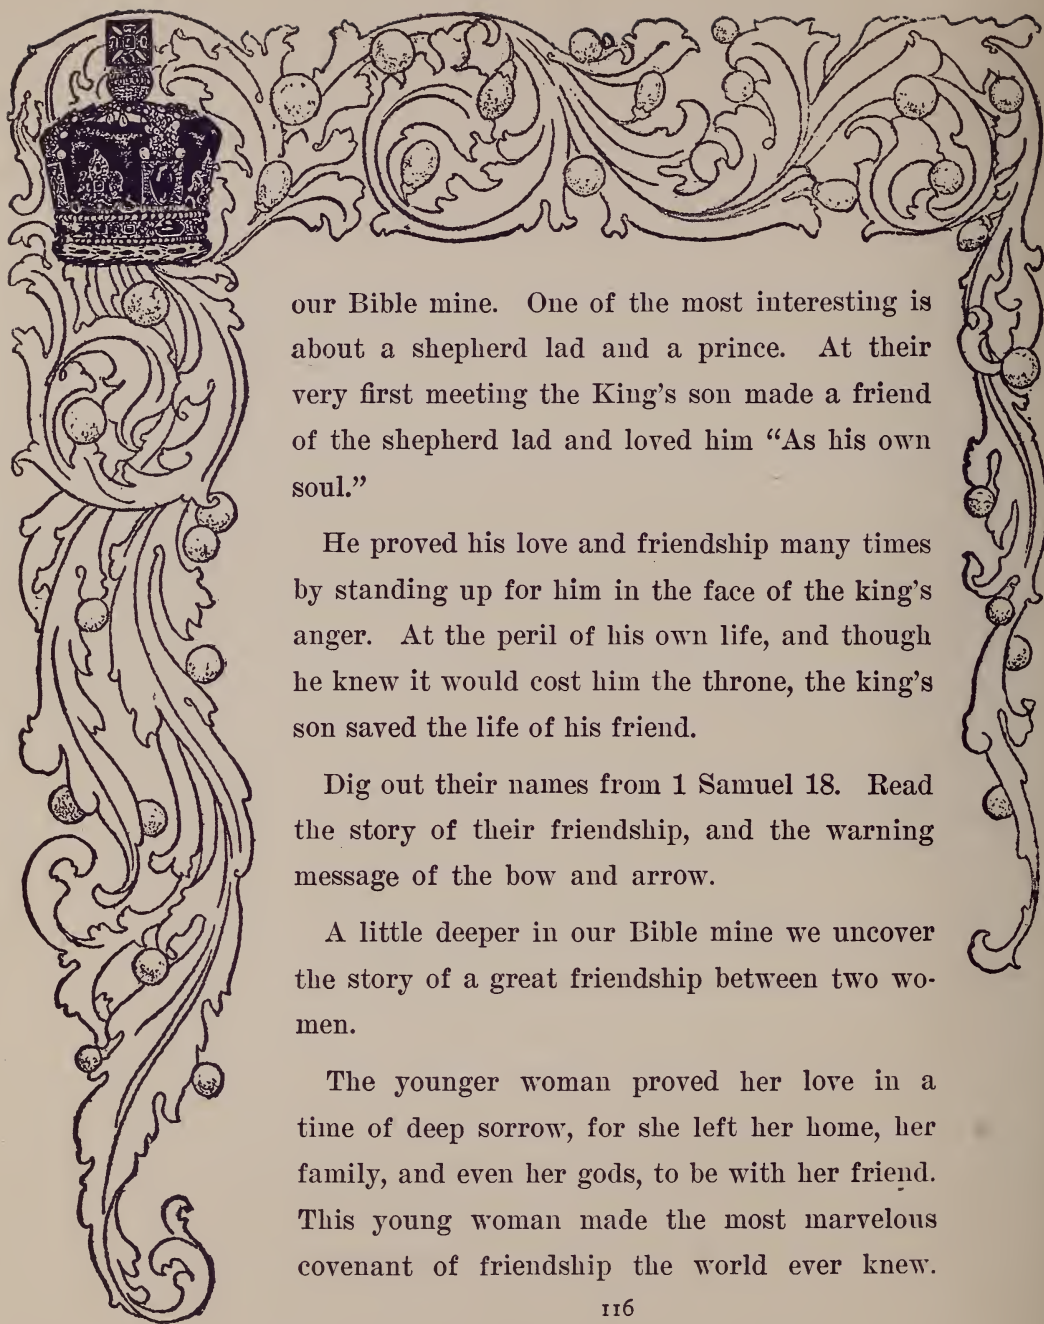 our Bible mine. One of the most interesting is
about a shepherd lad and a prince. At their
very first meeting the King's son made a friend
of the shepherd lad and loved him “As his own
soul.”
He proved his love and friendship many times
by standing up for him in the face of the king's
anger. At the peril of his own life, and though
he knew it would cost him the throne, the king's
son saved the life of his friend.
Dig out their names from 1 Samuel 18. Read
the story of their friendship, and the warning
message of the bow and arrow.
A little deeper in our Bible mine we uncover
the story of a great friendship between two wo-
men.
The younger woman proved her love in a
time of deep sorrow, for she left her home, her
family, and even her gods, to be with her friend.
This young woman made the most marvelous
covenant of friendship the world ever knew.
116